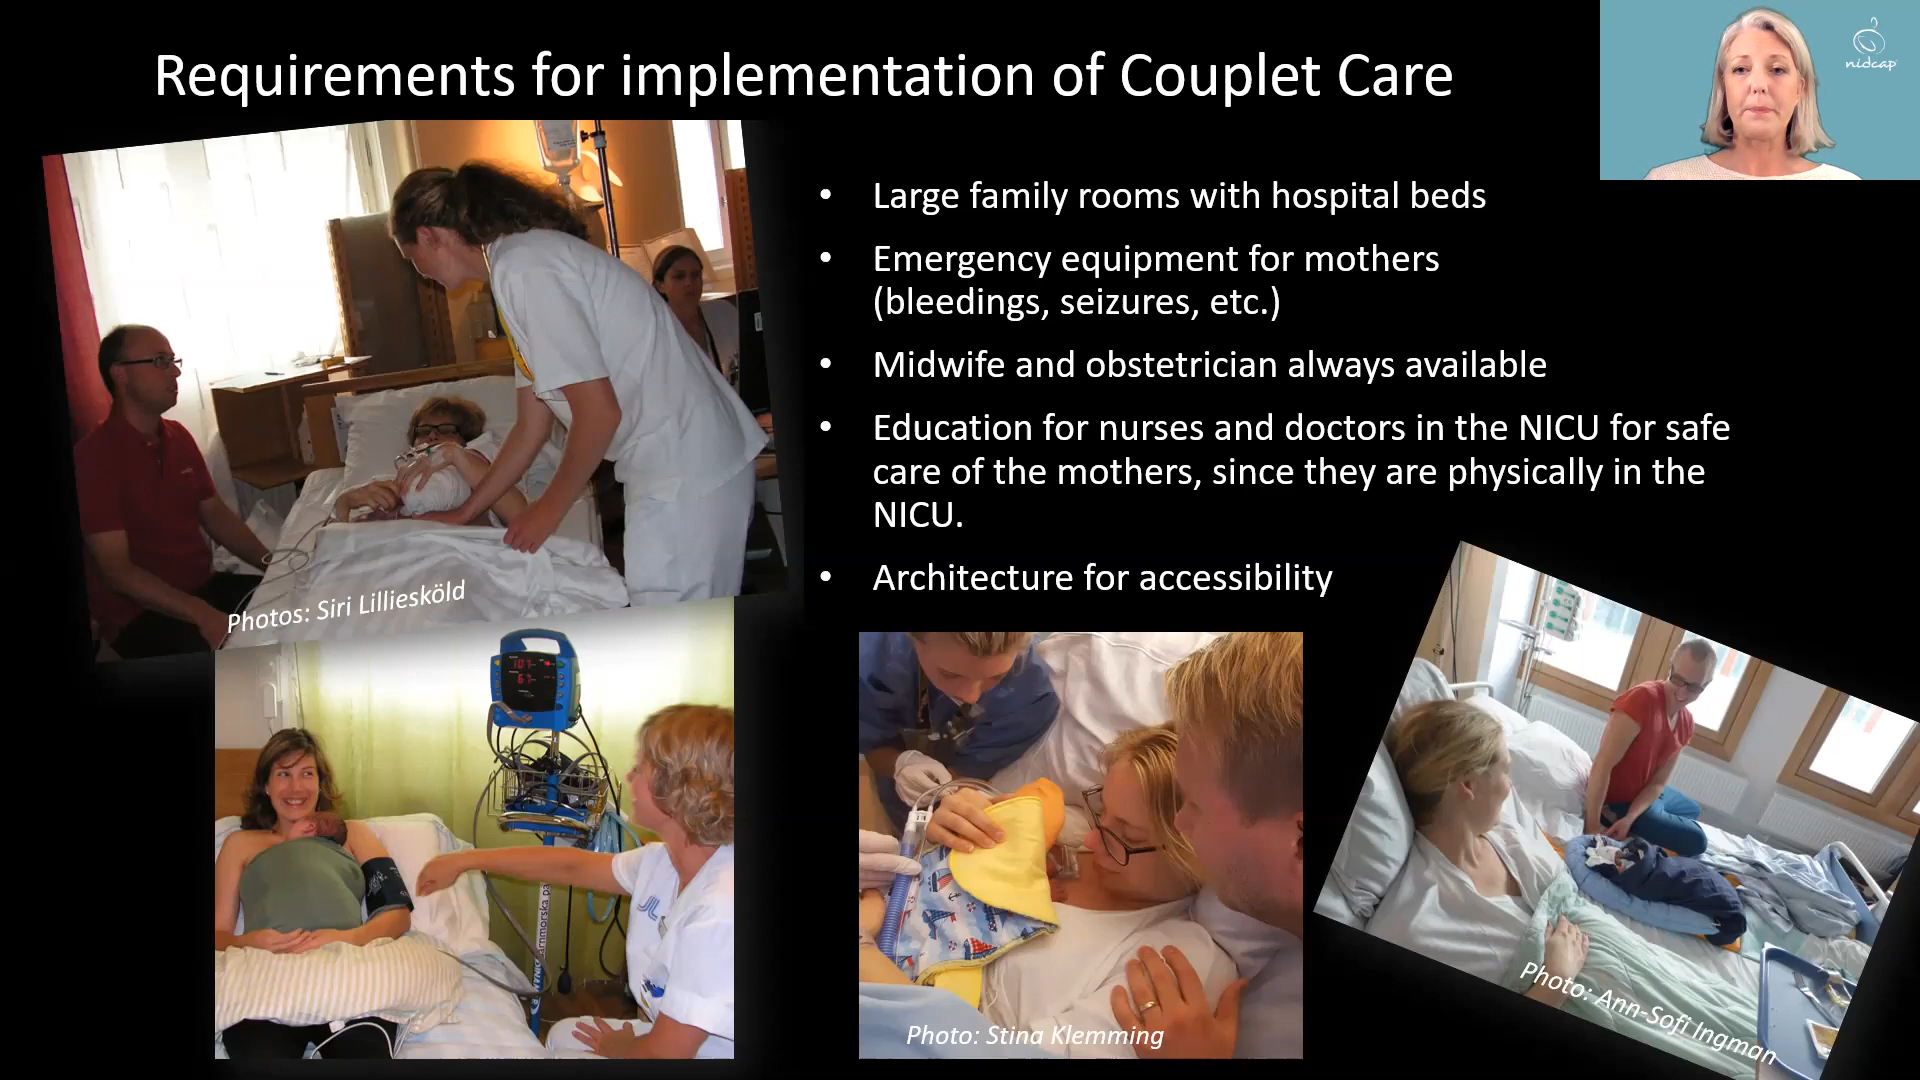 Requirements for implementation of Couplet Care
nidcap
• Large family rooms with hospital beds
• Emergency equipment for mothers
(bleedings, seizures, etc.)
• Midwife and obstetrician always available
• Education for nurses and doctors in the NICU for safe
care of the mothers, since they are physically in the
NICU.
• Architecture for accessibility
Photos: Siri Lilliesköld
107
67
JLL
Photo: Stina Klemming
Photo: Ann-Sofi Ingman